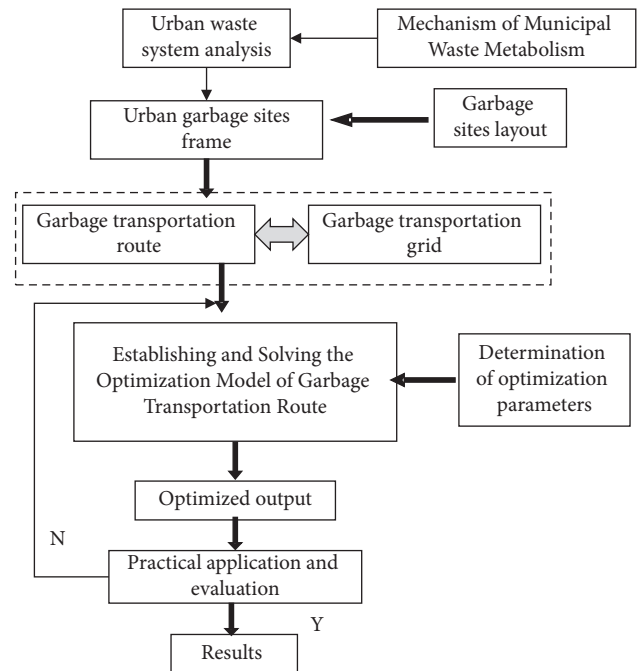 Urban waste
system analysis
Mechanism of Municipal
Waste Metabolism
Urban garbage sites
frame
Garbage
sites layout
Garbage transportation
route
Garbage transportation
grid
Establishing and Solving the
Optimization Model of Garbage
Transportation Route
Determination
of optimization
parameters
Optimized output
N
Practical application and
evaluation
Y
Results